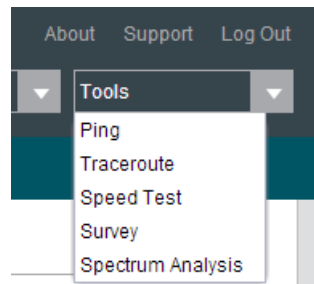 About Support Log Out
Tools
Ping
Traceroute
Speed Test
Survey
Spectrum Analysis